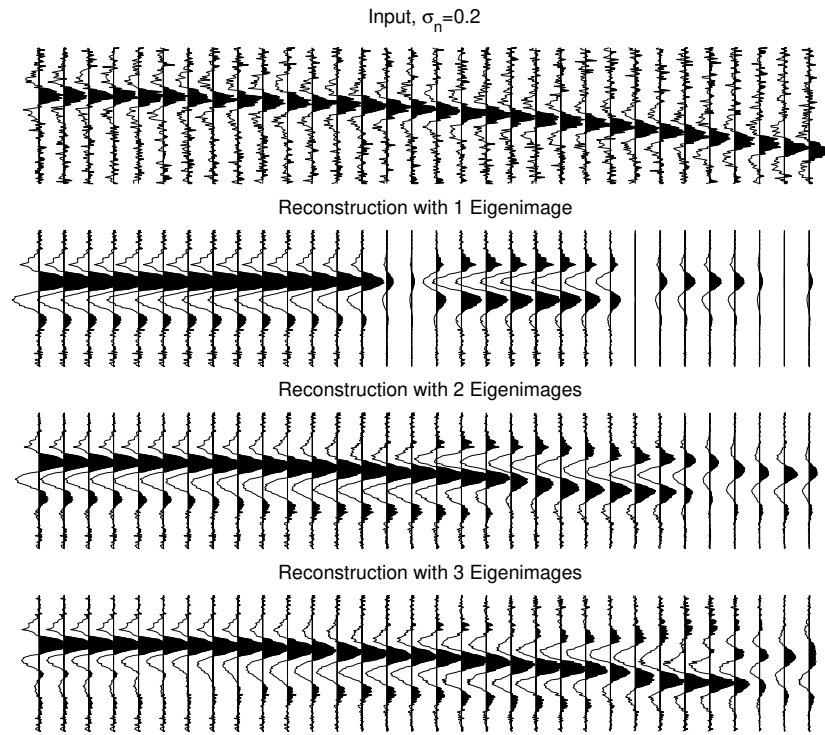 Input, σn=0.2
Reconstruction with 1 Eigenimage
Reconstruction with 2 Eigenimages
Reconstruction with 3 Eigenimages